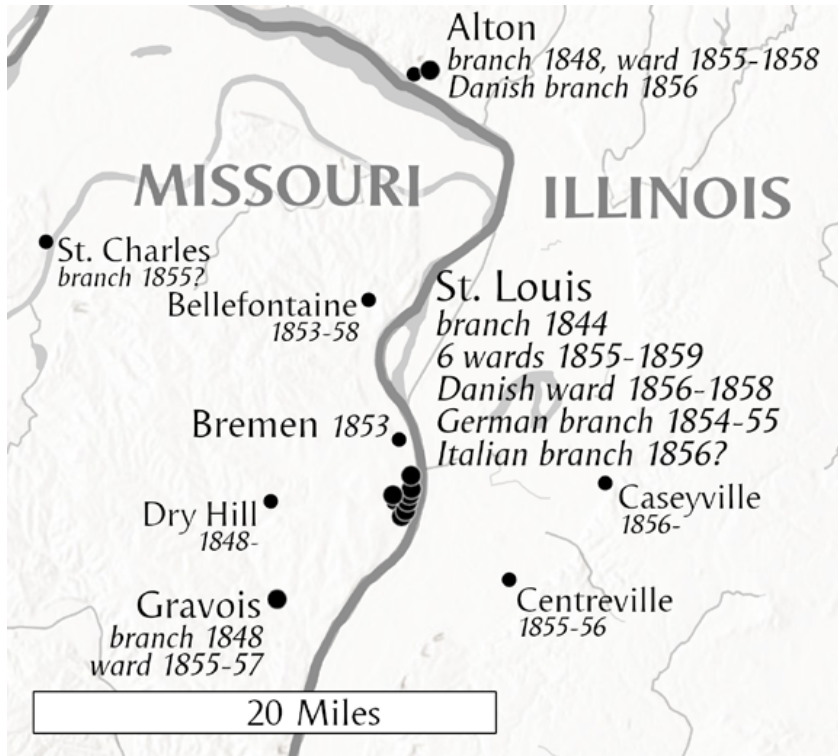 Alton
branch 1848, ward 1855-1858
Danish branch 1856
MISSOURI
ILLINOIS
St. Charles
branch 1855?
Bellefontaine
1853-58
St. Louis
branch 1844
6 wards 1855-1859
Danish ward 1856-1858
German branch 1854-55
Italian branch 1856?
Bremen 1853
Dry Hill
1848-
Caseyville
1856-
Gravois
branch 1848
ward 1855-57
Centreville
1855-56
20 Miles